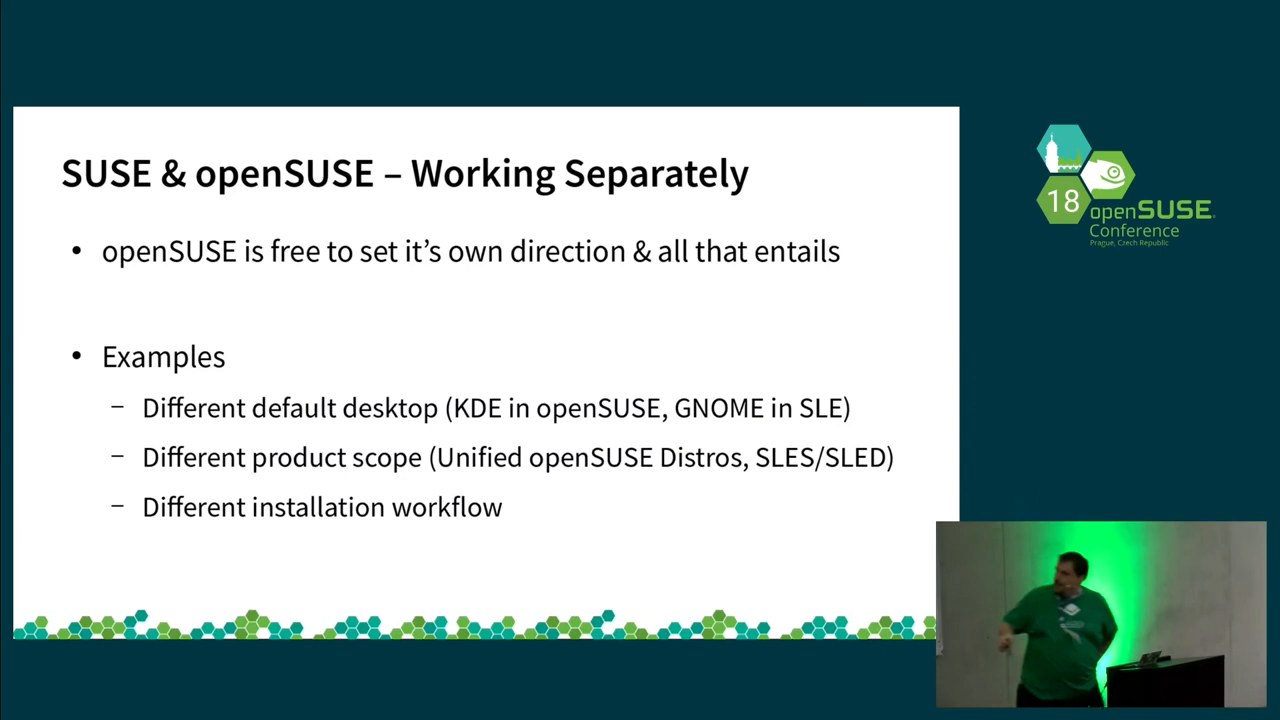 SUSE & openSUSE – Working Separately
• openSUSE is free to set it’s own direction & all that entails
• Examples
– Different default desktop (KDE in openSUSE, GNOME in SLE)
– Different product scope (Unified openSUSE Distros, SLES/SLED)
– Different installation workflow
18
openSUSE
Conference
Prague, Czech Republic